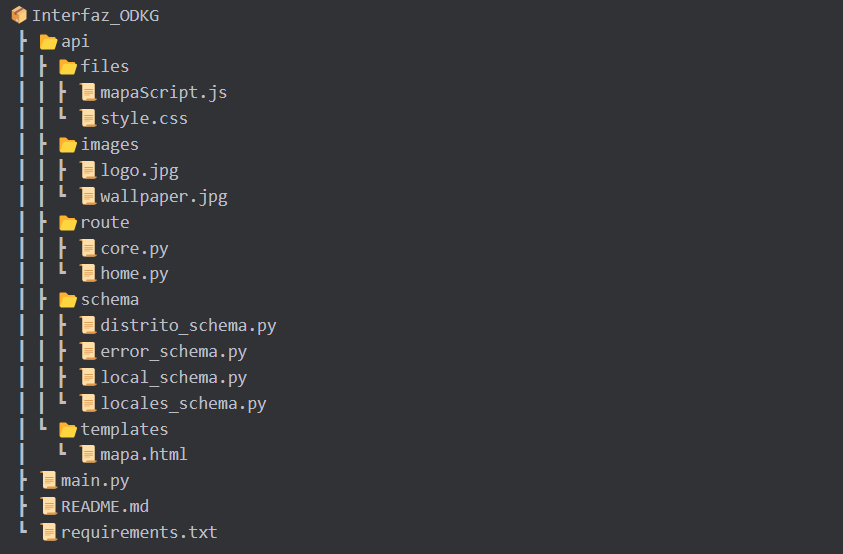 Interfaz_ODKG
api
files
mapaScript.js
style.css
images
logo.jpg
wallpaper.jpg
route
core.py
home.py
schema
distrito_schema.py
error_schema.py
local_schema.py
locales_schema.py
templates
mapa.html
main.py
README.md
requirements.txt